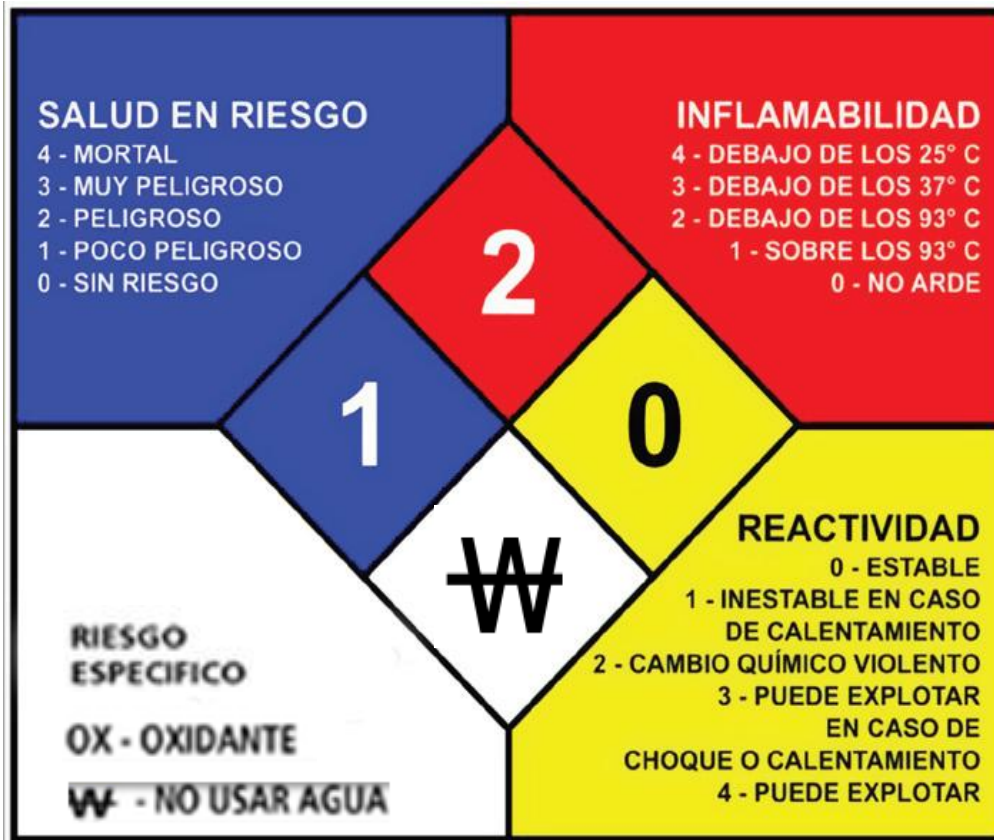 SALUD EN RIESGO
4 - MORTAL
3 - MUY PELIGROSO
2 - PELIGROSO
1 - POCO PELIGROSO
0 - SIN RIESGO
INFLAMABILIDAD
4 - DEBAJO DE LOS 25° C
3 - DEBAJO DE LOS 37° C
2 - DEBAJO DE LOS 93° C
1 - SOBRE LOS 93° C
0 - NO ARDE
2
1
0
W
RIESGO
ESPECIFICO
OX - OXIDANTE
W - NO USAR AGUA
REACTIVIDAD
0 - ESTABLE
1 - INESTABLE EN CASO
DE CALENTAMIENTO
2 - CAMBIO QUÍMICO VIOLENTO
3 - PUEDE EXPLOTAR
EN CASO DE
CHOQUE O CALENTAMIENTO
4 - PUEDE EXPLOTAR